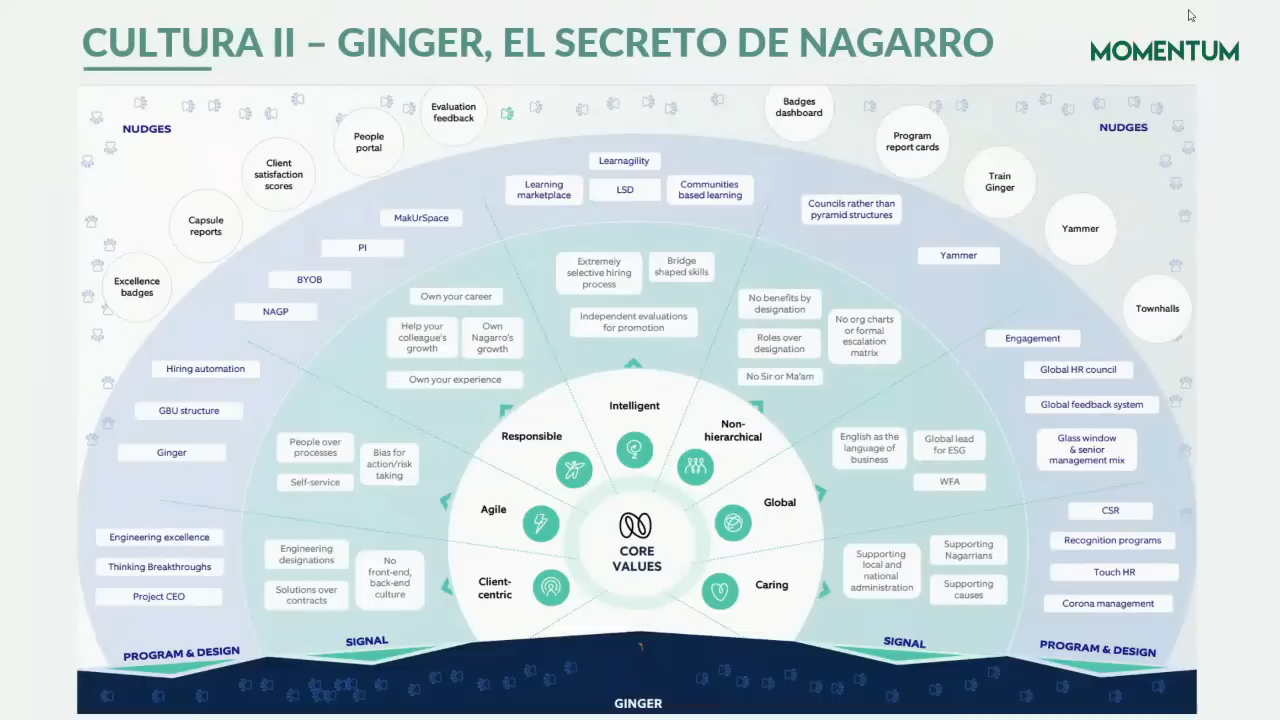 CULTURA II – GINGER, EL SECRETO DE NAGARRO
MOMENTUM
NUDGES
NUDGES
Excellence
badges
Capsule
reports
Client
satisfaction
scores
People
portal
Evaluation
feedback
Badges
dashboard
Program
report cards
Train
Ginger
Yammer
Townhalls
Learnagility
Learning
marketplace
LSD
Communities
based learning
Councils rather than
pyramid structures
Yammer
MakUrSpace
PI
BYOB
NAGP
Hiring automation
GBU structure
Ginger
Engineering excellence
Thinking Breakthroughs
Project CEO
Engagement
Global HR council
Global feedback system
Glass window
& senior
management mix
CSR
Recognition programs
Touch HR
Corona management
Extremely
selective hiring
process
Bridge
shaped skills
Independent evaluations
for promotion
Own your career
Help your
colleague's
growth
Own
Nagarro's
growth
Own your experience
No benefits by
designation
Roles over
designation
No Sir or Ma'am
No org charts
or formal
escalation
matrix
People over
processes
Self-service
Bias for
action/risk
taking
English as the
language of
business
Global lead
for ESG
WFA
Engineering
designations
Solutions over
contracts
No
front-end,
back-end
culture
Supporting
local and
national
administration
Supporting
Nagarrians
Supporting
causes
Intelligent
Responsible
Non-
hierarchical
Agile
Global
Client-
centric
Caring
CORE
VALUES
PROGRAM & DESIGN
SIGNAL
SIGNAL
PROGRAM & DESIGN
GINGER